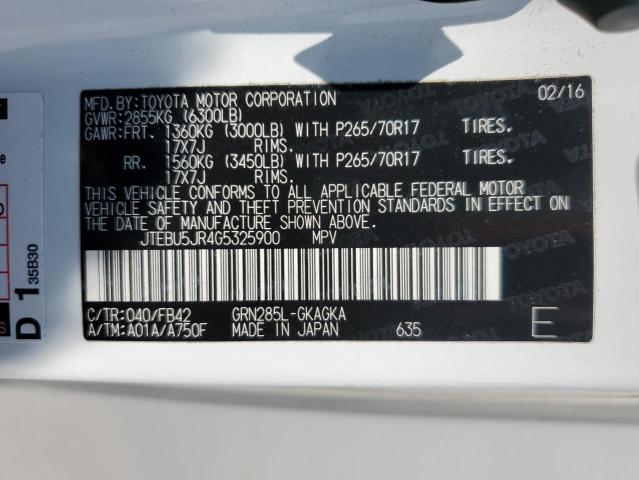 MFD. BY: TOYOTA MOTOR CORPORATION 02/16
GVWR: 2855KG (6300LB)
GAWR: FRT. 1360KG (3000LB) WITH P265/70R17 TIRES.
17X7J RIMS.
RR. 1560KG (3450LB) WITH P265/70R17 TIRES.
17X7J RIMS.
THIS VEHICLE CONFORMS TO ALL APPLICABLE FEDERAL MOTOR
VEHICLE SAFETY AND THEFT PREVENTION STANDARDS IN EFFECT ON
THE DATE OF MANUFACTURE SHOWN ABOVE.
JTEBU5JR4G5325900 MPV
C/TR: 040/FB42 GRN285L-GKAGKA
A/TM: A01A/A750F MADE IN JAPAN 635 E
D 1 35B30